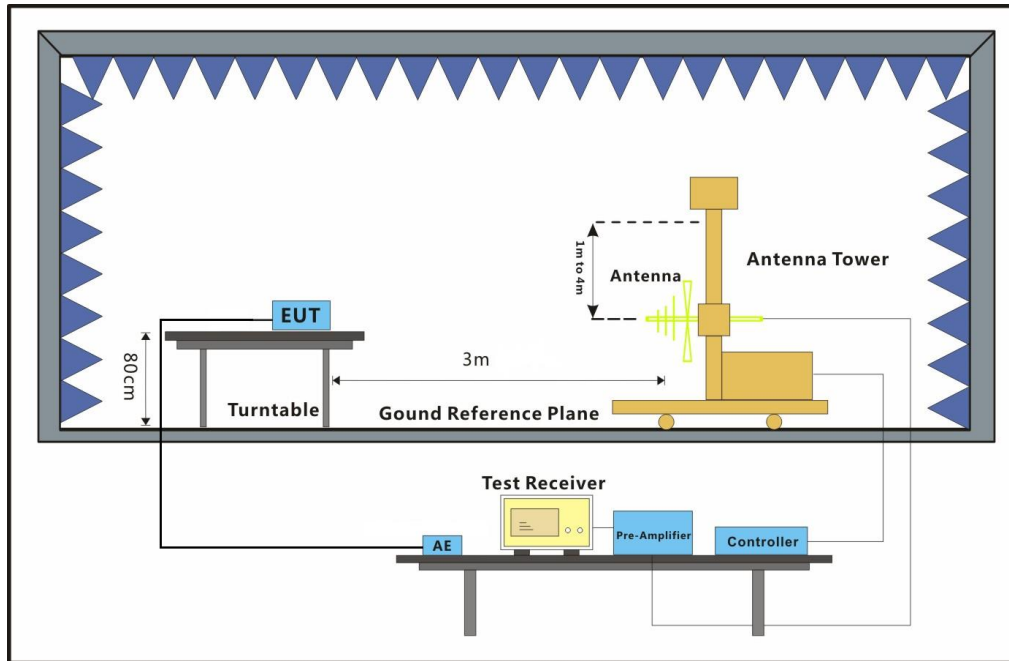 1m to 4m
Antenna
Antenna Tower
EUT
80cm
3m
Turntable
Gound Reference Plane
Test Receiver
AE
Pre-Amplifier
Controller